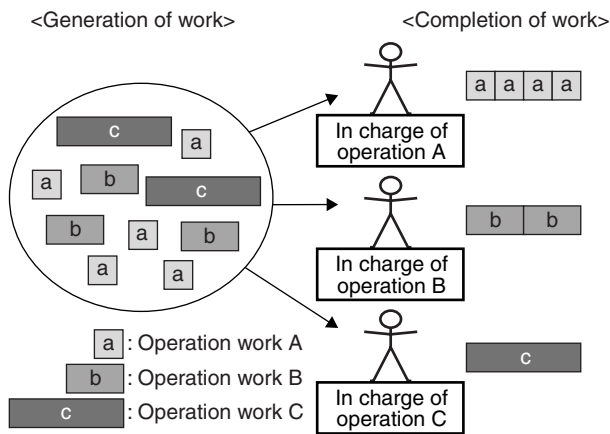 <Generation of work>
<Completion of work>
c
a
a
b
c
b
a
b
a
a
In charge of
operation A
a a a a
In charge of
operation B
b b
In charge of
operation C
c
a : Operation work A
b : Operation work B
c : Operation work C